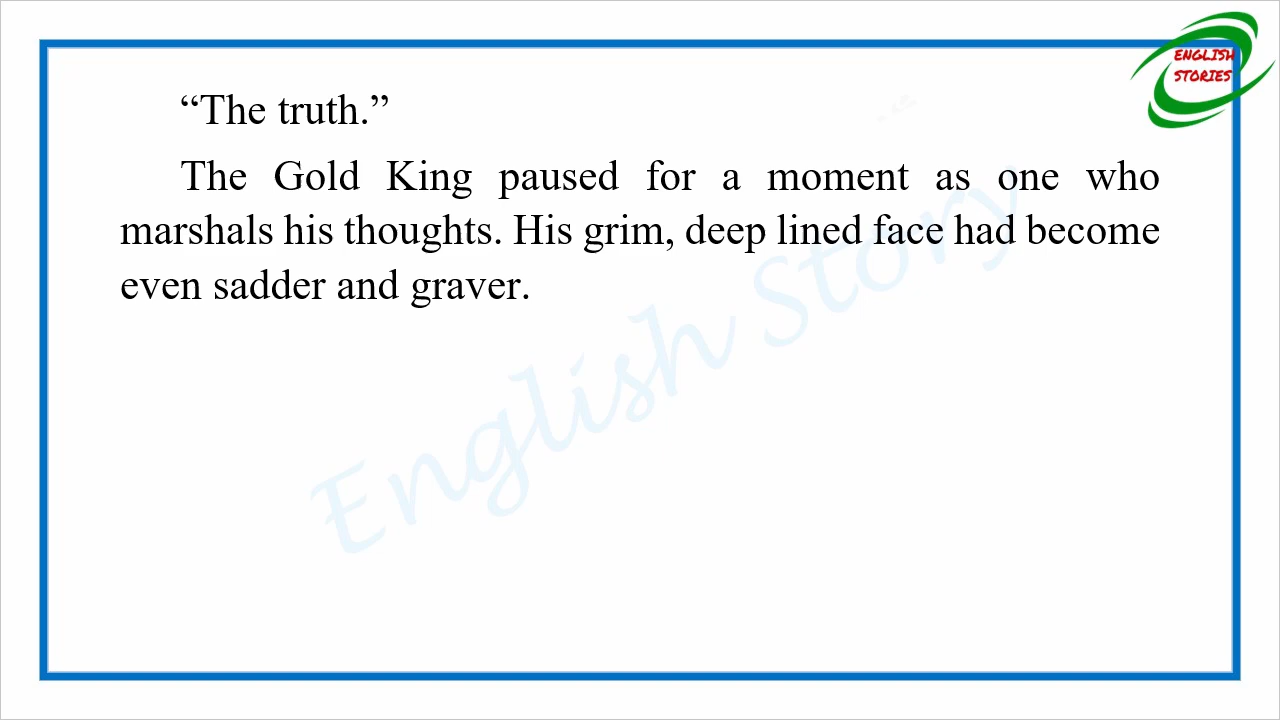 ENGLISH
STORIES
“The truth.”
The Gold King paused for a moment as one who
marshals his thoughts. His grim, deep lined face had become
even sadder and graver.
English Story